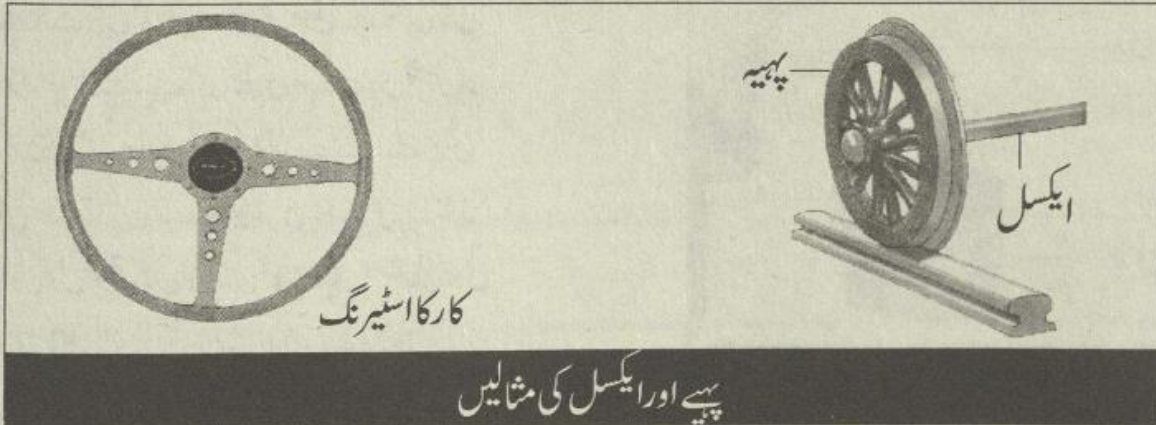 پہیہ
ایکسل
کار کا اسٹیرنگ
پہیے اور ایکسل کی مثالیں